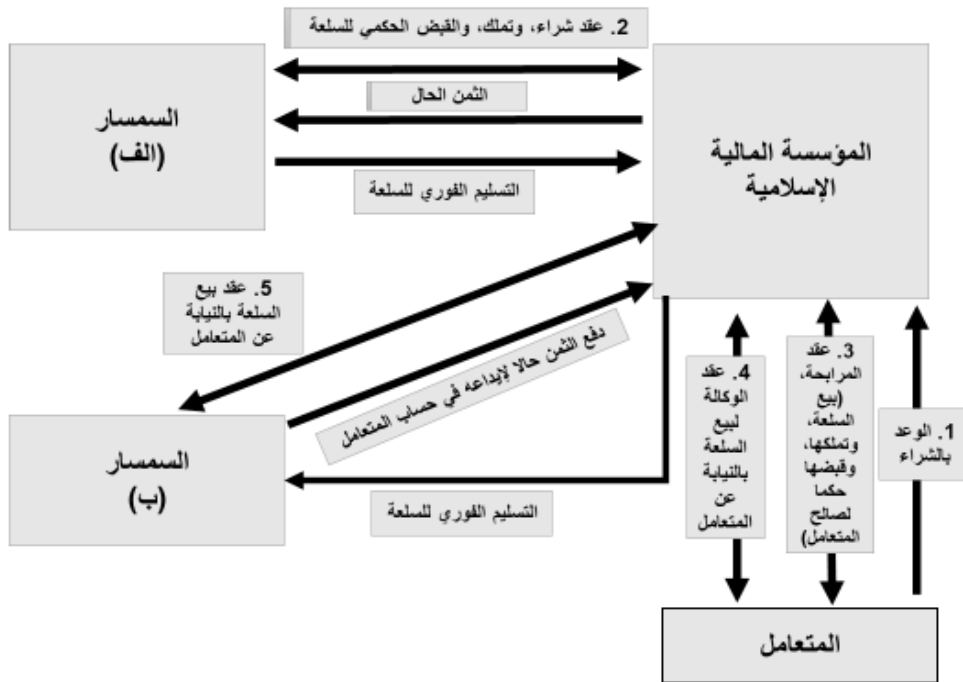 2. عقد شراء، وتملك، والقبض الحكمي للسلعة
الثمن الحال
السمسار
(الف)
المؤسسة المالية
الإسلامية
التسليم الفوري للسلعة
5. عقد بيع
السلعة بالنيابة
عن المتعامل
دفع الثمن حالا لإيداعه في حساب المتعامل
السمسار
(ب)
التسليم الفوري للسلعة
1. الوعد
بالشراء
3. عقد
المرابحة،
(بيع
السلعة،
وتملكها،
وقبضها
حكما
لصالح
المتعامل)
4. عقد
الوكالة
لبيع
السلعة
بالنيابة
عن
المتعامل
المتعامل